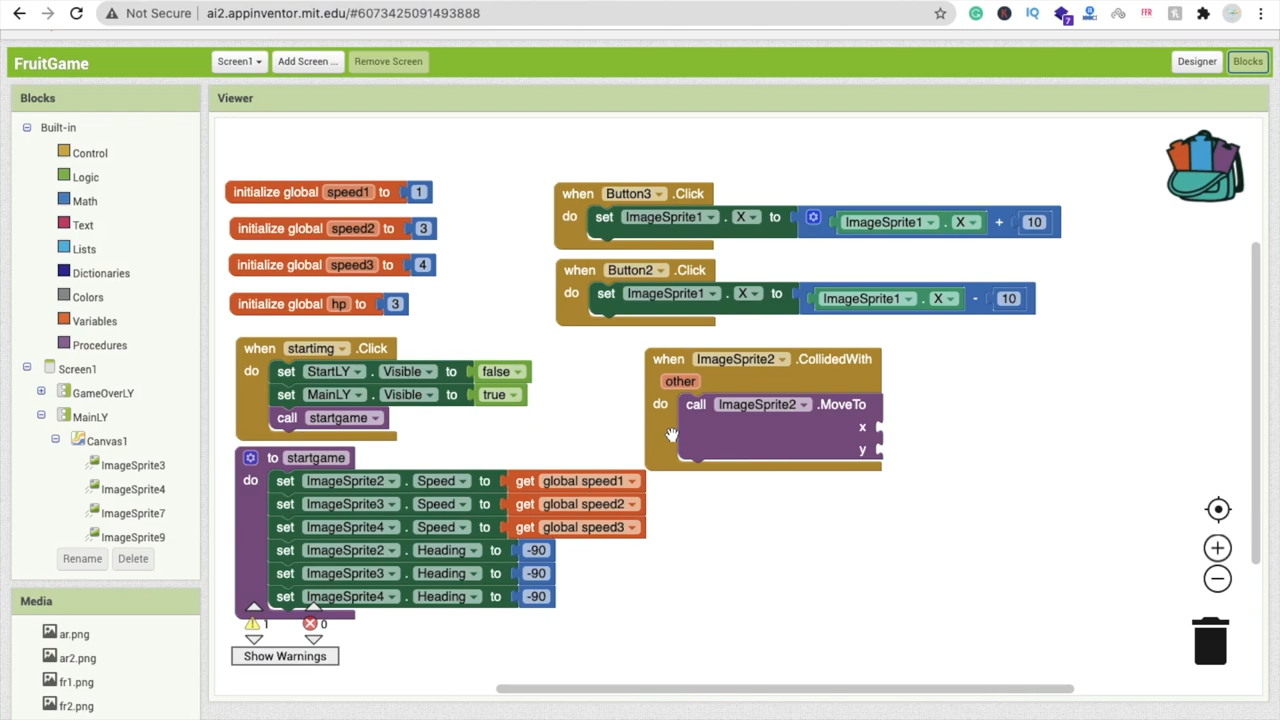 Not Secure ai2.appinventor.mit.edu/#6073425091493888
7
IQ
FFR
FruitGame
Screen1
Add Screen ...
Remove Screen
Designer
Blocks
Blocks
Viewer
Built-in
Control
Logic
Math
Text
Lists
Dictionaries
Colors
Variables
Procedures
Screen1
GameOverLY
MainLY
Canvas1
ImageSprite3
ImageSprite4
ImageSprite7
ImageSprite9
Rename
Delete
Media
ar.png
ar2.png
fr1.png
fr2.png
initialize global speed1 to 1
initialize global speed2 to 3
initialize global speed3 to 4
initialize global hp to 3
when startimg .Click
do set StartLY . Visible to false
set MainLY . Visible to true
call startgame
to startgame
do set ImageSprite2 . Speed to get global speed1
set ImageSprite3 . Speed to get global speed2
set ImageSprite4 . Speed to get global speed3
set ImageSprite2 . Heading to -90
set ImageSprite3 . Heading to -90
set ImageSprite4 . Heading to -90
1
0
Show Warnings
when Button3 .Click
do set ImageSprite1 . X to ImageSprite1 . X + 10
when Button2 .Click
do set ImageSprite1 . X to ImageSprite1 . X - 10
when ImageSprite2 .CollidedWith
other
do call ImageSprite2 .MoveTo
x
y